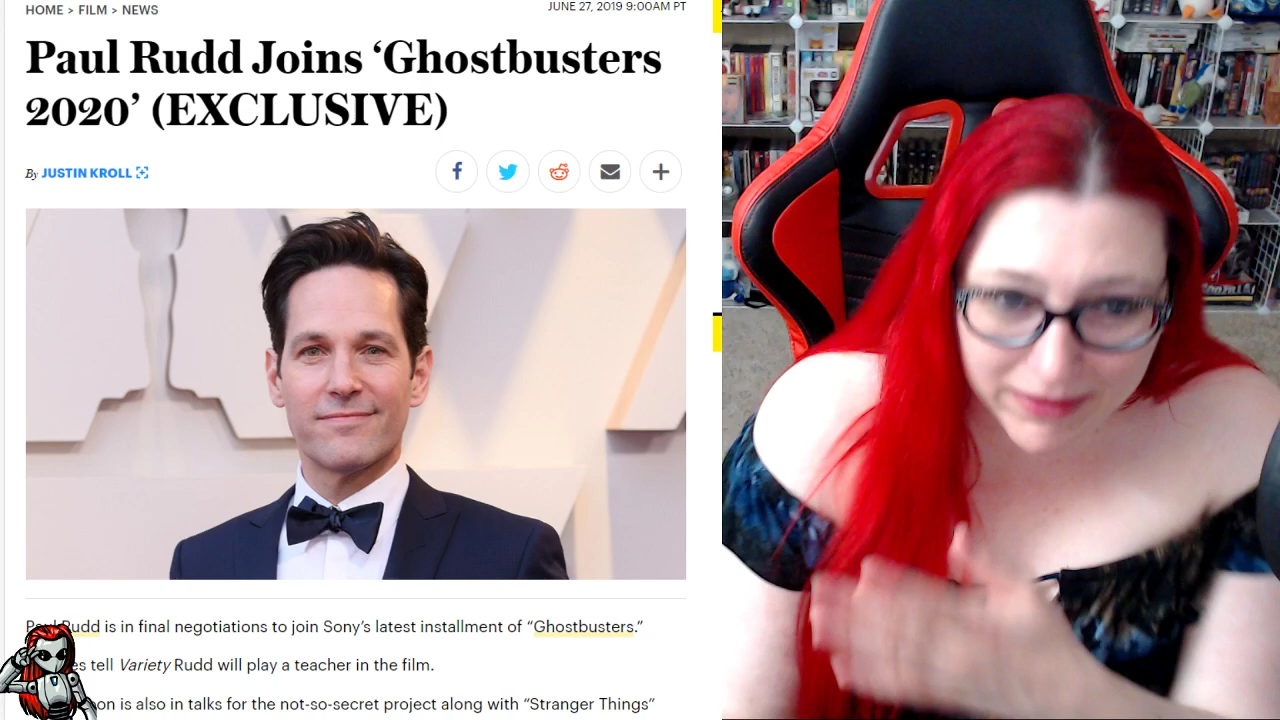 HOME > FILM > NEWS
JUNE 27, 2019 9:00AM PT
Paul Rudd Joins ‘Ghostbusters
2020’ (EXCLUSIVE)
By JUSTIN KROLL
Rudd is in final negotiations to join Sony’s latest installment of “Ghostbusters.”
tell Variety Rudd will play a teacher in the film.
is also in talks for the not-so-secret project along with “Stranger Things”